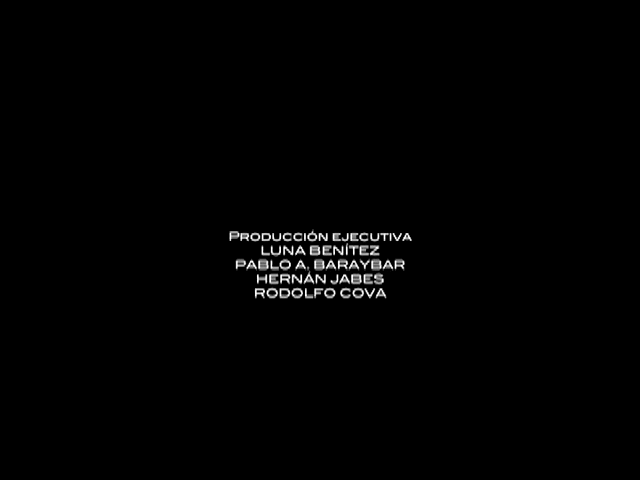 Producción ejecutiva
LUNA BENÍTEZ
PABLO A. BARAYBAR
HERNÁN JABES
RODOLFO COVA